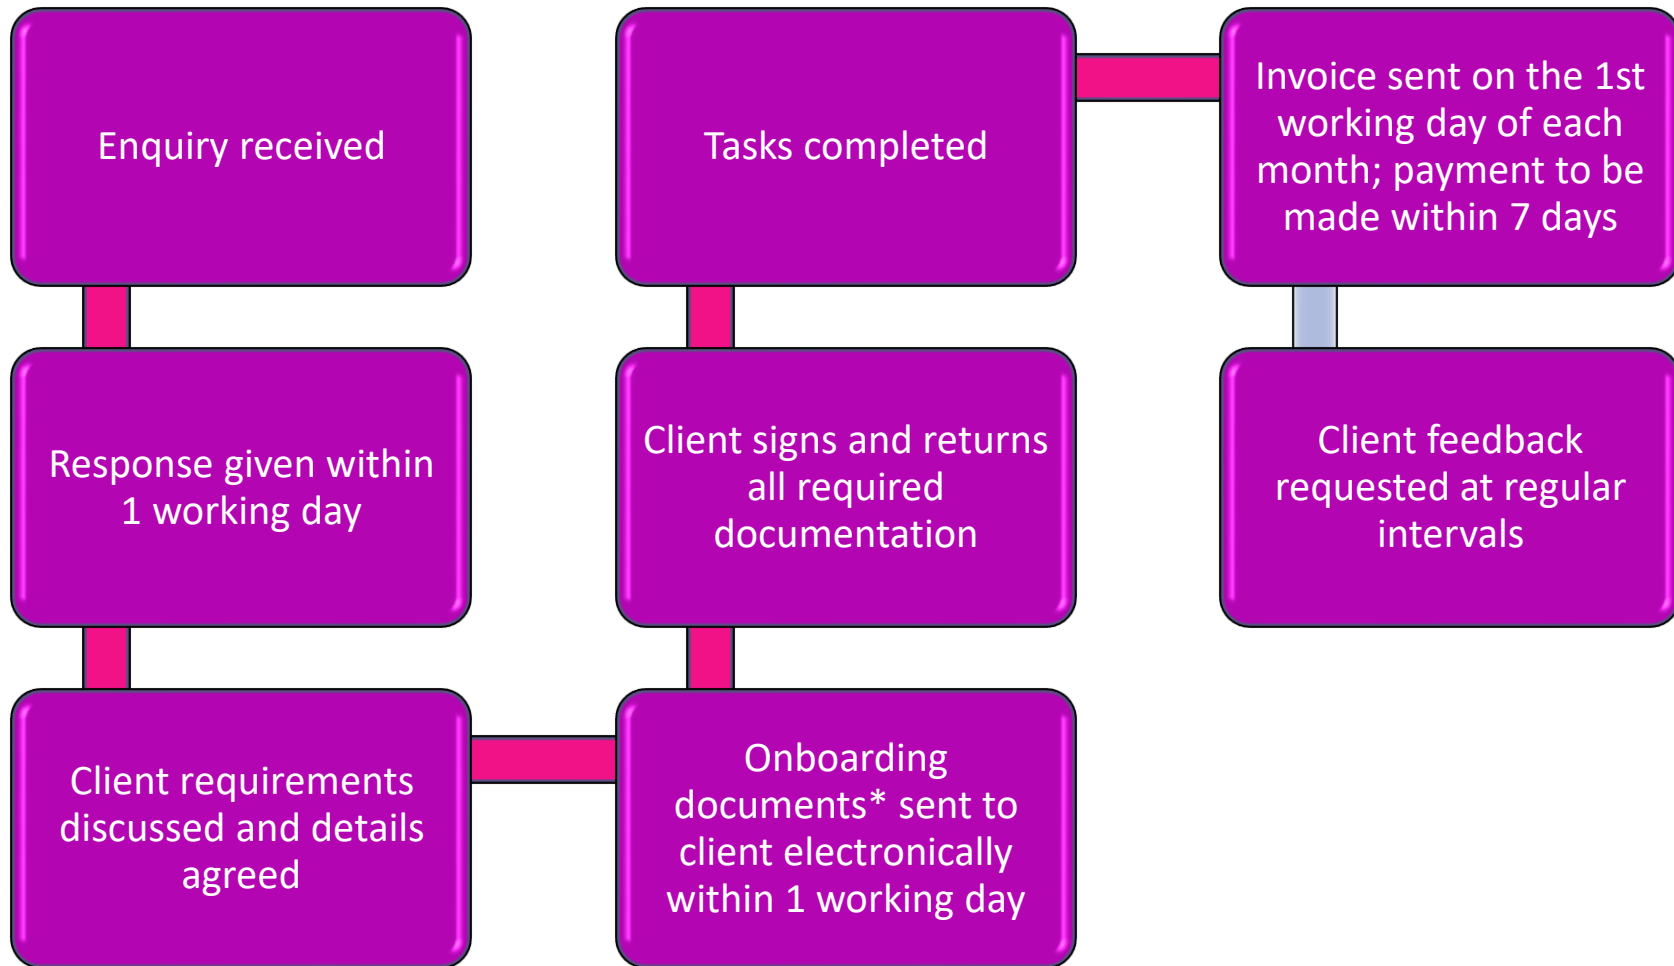 Enquiry received
Response given within
1 working day
Client requirements
discussed and details
agreed
Onboarding
documents* sent to
client electronically
within 1 working day
Client signs and returns
all required
documentation
Tasks completed
Invoice sent on the 1st
working day of each
month; payment to be
made within 7 days
Client feedback
requested at regular
intervals